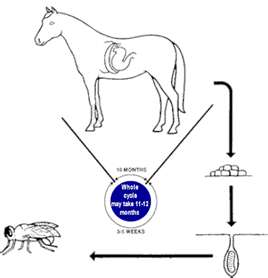 10 MONTHS
Whole
cycle
may take 11-12
months
3-5 WEEKS